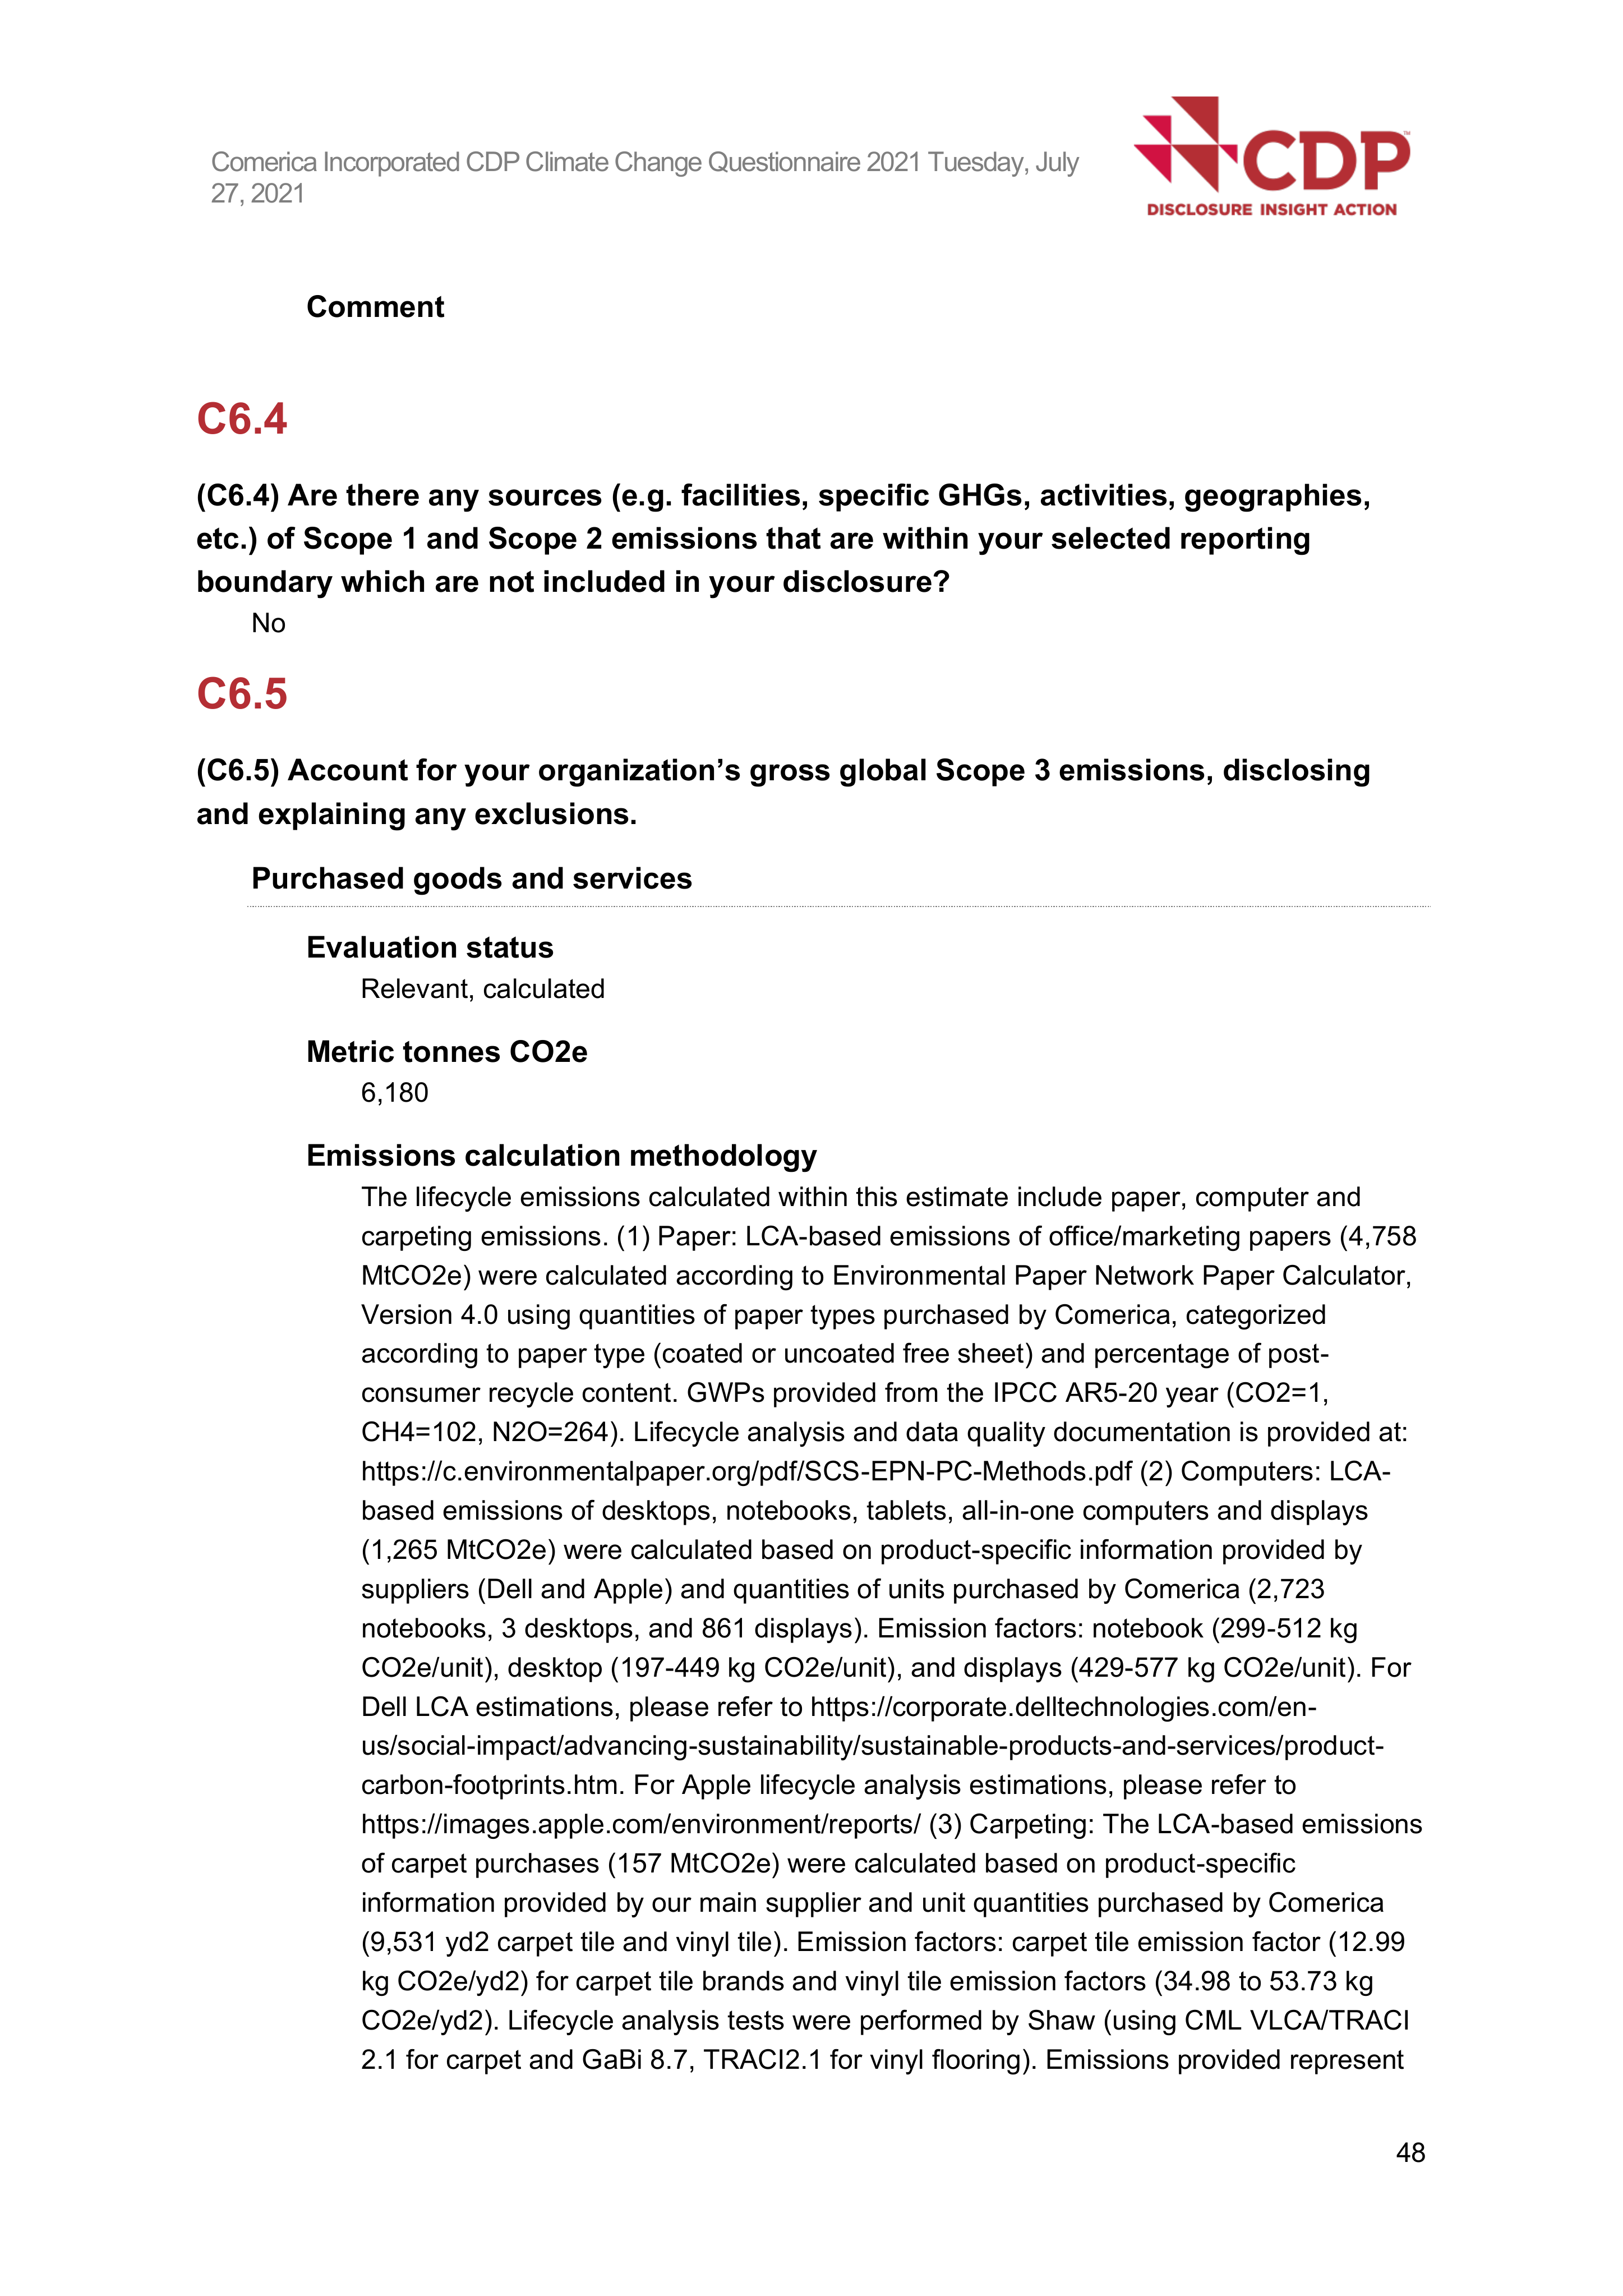 Comerica Incorporated CDP Climate Change Questionnaire 2021 Tuesday, July
27, 2021
CDP™
DISCLOSURE INSIGHT ACTION
Comment
C6.4
(C6.4) Are there any sources (e.g. facilities, specific GHGs, activities, geographies,
etc.) of Scope 1 and Scope 2 emissions that are within your selected reporting
boundary which are not included in your disclosure?
No
C6.5
(C6.5) Account for your organization’s gross global Scope 3 emissions, disclosing
and explaining any exclusions.
Purchased goods and services
Evaluation status
Relevant, calculated
Metric tonnes CO2e
6,180
Emissions calculation methodology
The lifecycle emissions calculated within this estimate include paper, computer and
carpeting emissions. (1) Paper: LCA-based emissions of office/marketing papers (4,758
MtCO2e) were calculated according to Environmental Paper Network Paper Calculator,
Version 4.0 using quantities of paper types purchased by Comerica, categorized
according to paper type (coated or uncoated free sheet) and percentage of post-
consumer recycle content. GWPs provided from the IPCC AR5-20 year (CO2=1,
CH4=102, N2O=264). Lifecycle analysis and data quality documentation is provided at:
https://c.environmentalpaper.org/pdf/SCS-EPN-PC-Methods.pdf (2) Computers: LCA-
based emissions of desktops, notebooks, tablets, all-in-one computers and displays
(1,265 MtCO2e) were calculated based on product-specific information provided by
suppliers (Dell and Apple) and quantities of units purchased by Comerica (2,723
notebooks, 3 desktops, and 861 displays). Emission factors: notebook (299-512 kg
CO2e/unit), desktop (197-449 kg CO2e/unit), and displays (429-577 kg CO2e/unit). For
Dell LCA estimations, please refer to https://corporate.delltechnologies.com/en-
us/social-impact/advancing-sustainability/sustainable-products-and-services/product-
carbon-footprints.htm. For Apple lifecycle analysis estimations, please refer to
https://images.apple.com/environment/reports/ (3) Carpeting: The LCA-based emissions
of carpet purchases (157 MtCO2e) were calculated based on product-specific
information provided by our main supplier and unit quantities purchased by Comerica
(9,531 yd2 carpet tile and vinyl tile). Emission factors: carpet tile emission factor (12.99
kg CO2e/yd2) for carpet tile brands and vinyl tile emission factors (34.98 to 53.73 kg
CO2e/yd2). Lifecycle analysis tests were performed by Shaw (using CML VLCA/TRACI
2.1 for carpet and GaBi 8.7, TRACI2.1 for vinyl flooring). Emissions provided represent
48